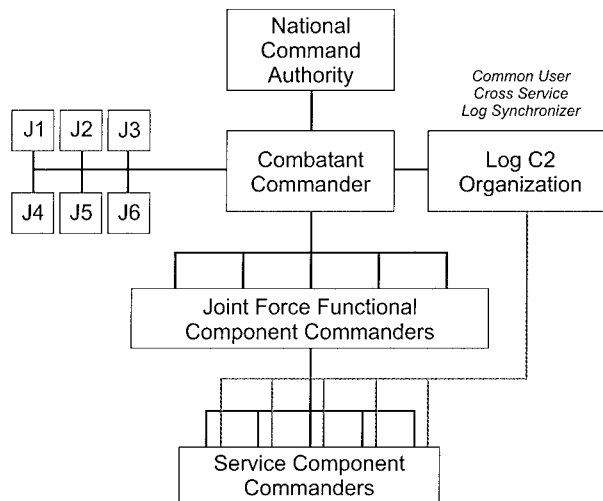 National
Command
Authority
Common User
Cross Service
Log Synchronizer
J1
J2
J3
Combatant
Commander
Log C2
Organization
J4
J5
J6
Joint Force Functional
Component Commanders
Service Component
Commanders